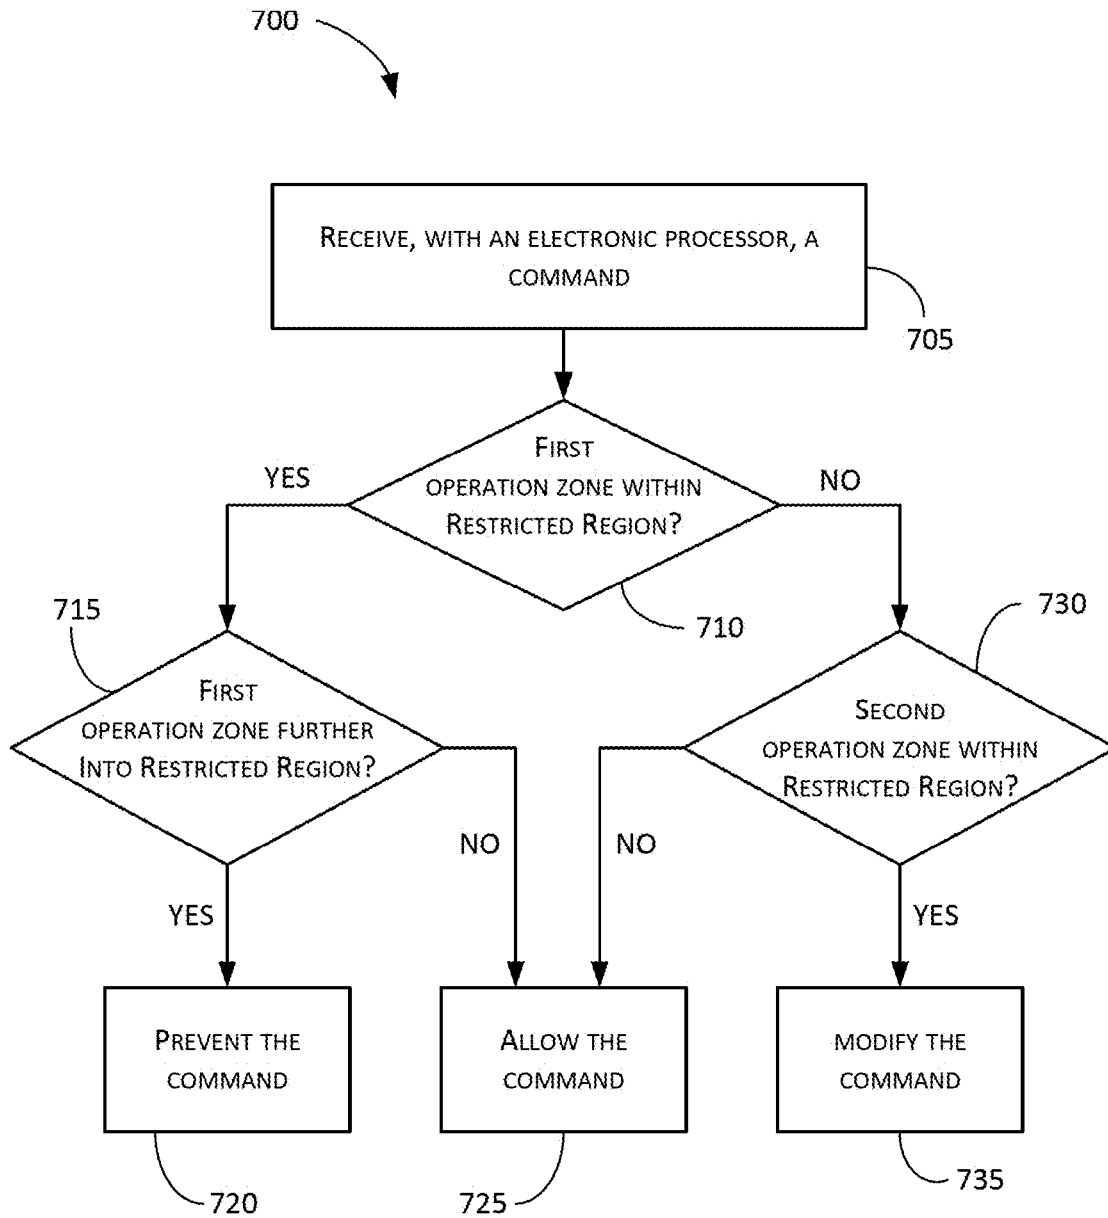 700
RECEIVE, WITH AN ELECTRONIC PROCESSOR, A
COMMAND
705
FIRST
OPERATION ZONE WITHIN
RESTRICTED REGION?
YES
NO
710
715
730
FIRST
OPERATION ZONE FURTHER
INTO RESTRICTED REGION?
SECOND
OPERATION ZONE WITHIN
RESTRICTED REGION?
NO
NO
YES
YES
PREVENT THE
COMMAND
ALLOW THE
COMMAND
MODIFY THE
COMMAND
720
725
735